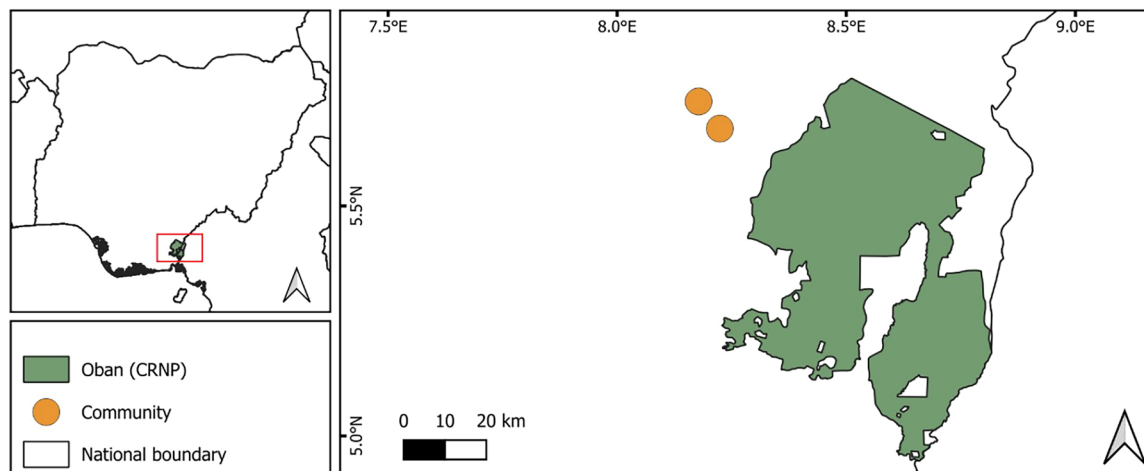 7.5°E
8.0°E
8.5°E
9.0°E
5.5°N
5.0°N
Oban (CRNP)
Community
National boundary
0 10 20 km